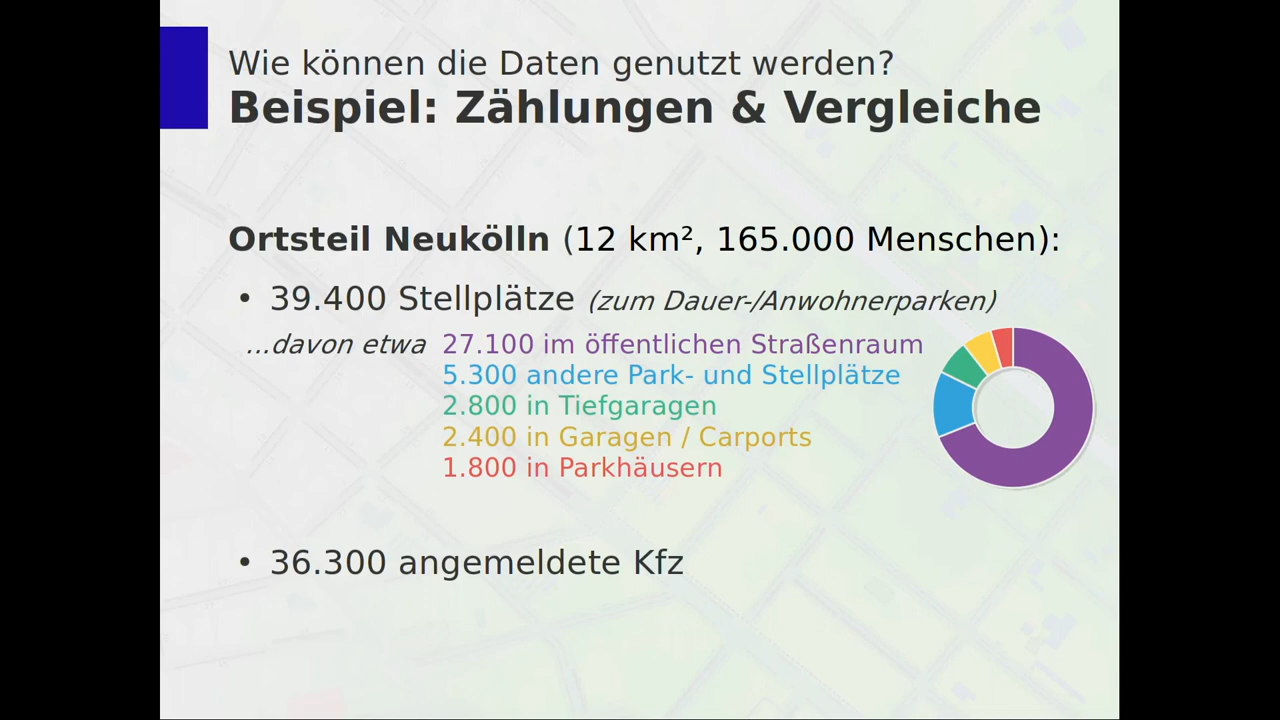 Wie können die Daten genutzt werden?
Beispiel: Zählungen & Vergleiche
Ortsteil Neukölln (12 km², 165.000 Menschen):
• 39.400 Stellplätze (zum Dauer-/Anwohnerparken)
...davon etwa 27.100 im öffentlichen Straßenraum
5.300 andere Park- und Stellplätze
2.800 in Tiefgaragen
2.400 in Garagen / Carports
1.800 in Parkhäusern
• 36.300 angemeldete Kfz